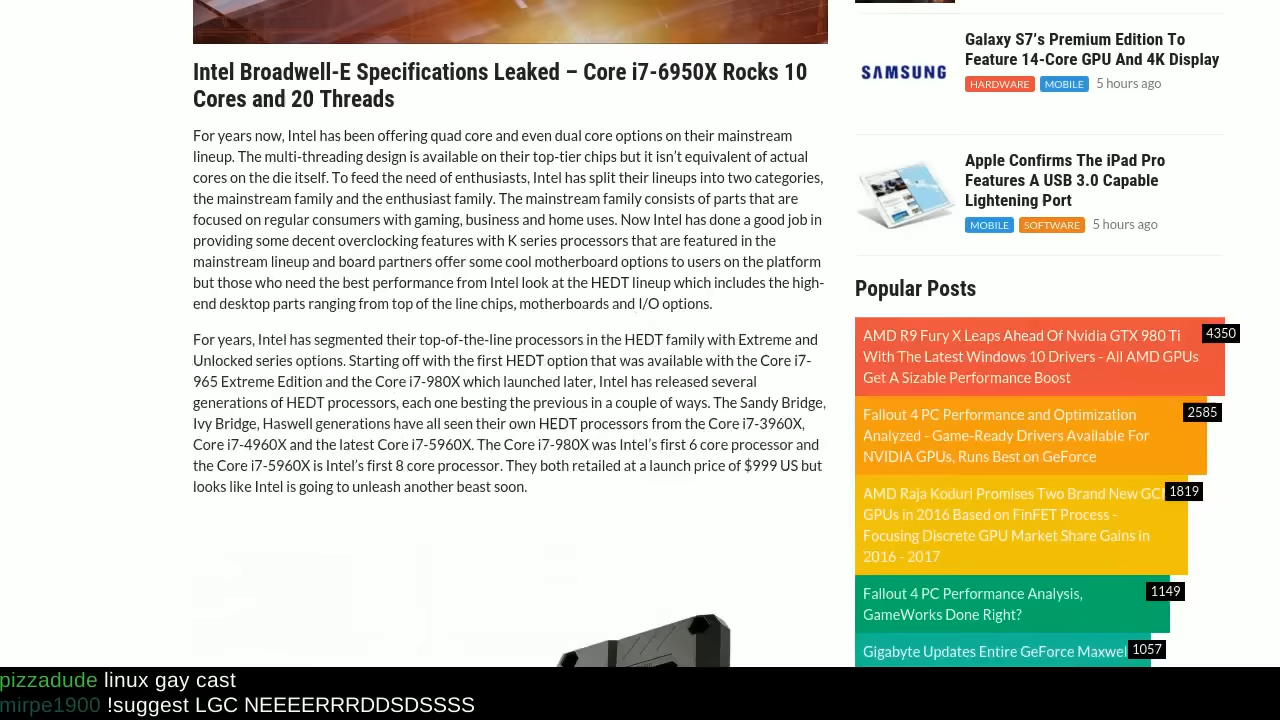 Intel Broadwell-E Specifications Leaked – Core i7-6950X Rocks 10
Cores and 20 Threads
For years now, Intel has been offering quad core and even dual core options on their mainstream
lineup. The multi-threading design is available on their top-tier chips but it isn’t equivalent of actual
cores on the die itself. To feed the need of enthusiasts, Intel has split their lineups into two categories,
the mainstream family and the enthusiast family. The mainstream family consists of parts that are
focused on regular consumers with gaming, business and home uses. Now Intel has done a good job in
providing some decent overclocking features with K series processors that are featured in the
mainstream lineup and board partners offer some cool motherboard options to users on the platform
but those who need the best performance from Intel look at the HEDT lineup which includes the high-
end desktop parts ranging from top of the line chips, motherboards and I/O options.
For years, Intel has segmented their top-of-the-line processors in the HEDT family with Extreme and
Unlocked series options. Starting off with the first HEDT option that was available with the Core i7-
965 Extreme Edition and the Core i7-980X which launched later, Intel has released several
generations of HEDT processors, each one besting the previous in a couple of ways. The Sandy Bridge,
Ivy Bridge, Haswell generations have all seen their own HEDT processors from the Core i7-3960X,
Core i7-4960X and the latest Core i7-5960X. The Core i7-980X was Intel’s first 6 core processor and
the Core i7-5960X is Intel’s first 8 core processor. They both retailed at a launch price of $999 US but
looks like Intel is going to unleash another beast soon.
SAMSUNG
Galaxy S7’s Premium Edition To
Feature 14-Core GPU And 4K Display
HARDWARE MOBILE 5 hours ago
Apple Confirms The iPad Pro
Features A USB 3.0 Capable
Lightening Port
MOBILE SOFTWARE 5 hours ago
Popular Posts
AMD R9 Fury X Leaps Ahead Of Nvidia GTX 980 Ti 4350
With The Latest Windows 10 Drivers - All AMD GPUs
Get A Sizable Performance Boost
Fallout 4 PC Performance and Optimization 2585
Analyzed - Game-Ready Drivers Available For
NVIDIA GPUs, Runs Best on GeForce
AMD Raja Koduri Promises Two Brand New GC 1819
GPUs in 2016 Based on FinFET Process -
Focusing Discrete GPU Market Share Gains in
2016 - 2017
Fallout 4 PC Performance Analysis, 1149
GameWorks Done Right?
Gigabyte Updates Entire GeForce Maxwel 1057
pizzadude linux gay cast
mirpe1900 !suggest LGC NEEEERRRDDSDSSSS